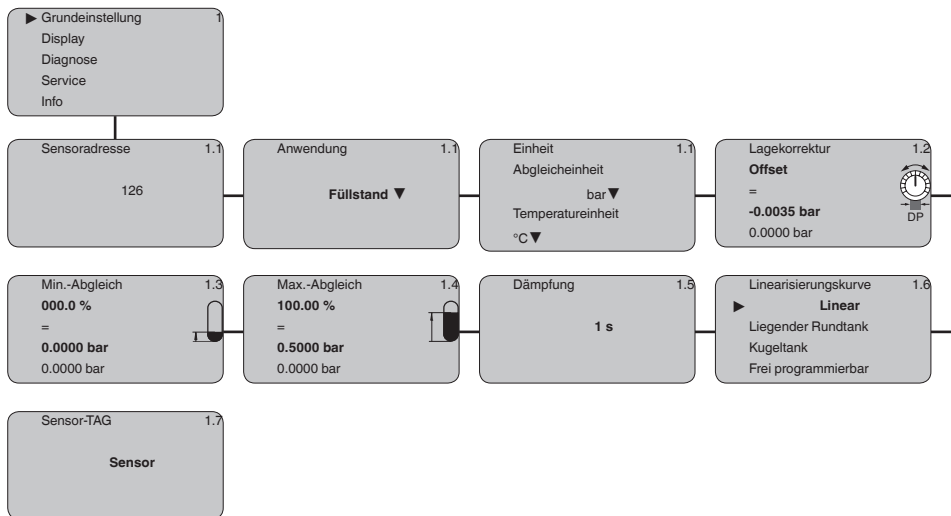 ▶ Grundeinstellung 1
Display
Diagnose
Service
Info
Sensoradresse 1.1
126
Anwendung 1.1
Füllstand ▼
Einheit 1.1
Abgleicheinheit
bar ▼
Temperatureinheit
°C ▼
Lagekorrektur 1.2
Offset
=
-0.0035 bar
0.0000 bar
DP
Min.-Abgleich 1.3
000.0 %
=
0.0000 bar
0.0000 bar
Max.-Abgleich 1.4
100.00 %
=
0.5000 bar
0.0000 bar
Dämpfung 1.5
1 s
Linearisierungskurve 1.6
▶ Linear
Liegender Rundtank
Kugeltank
Frei programmierbar
Sensor-TAG 1.7
Sensor